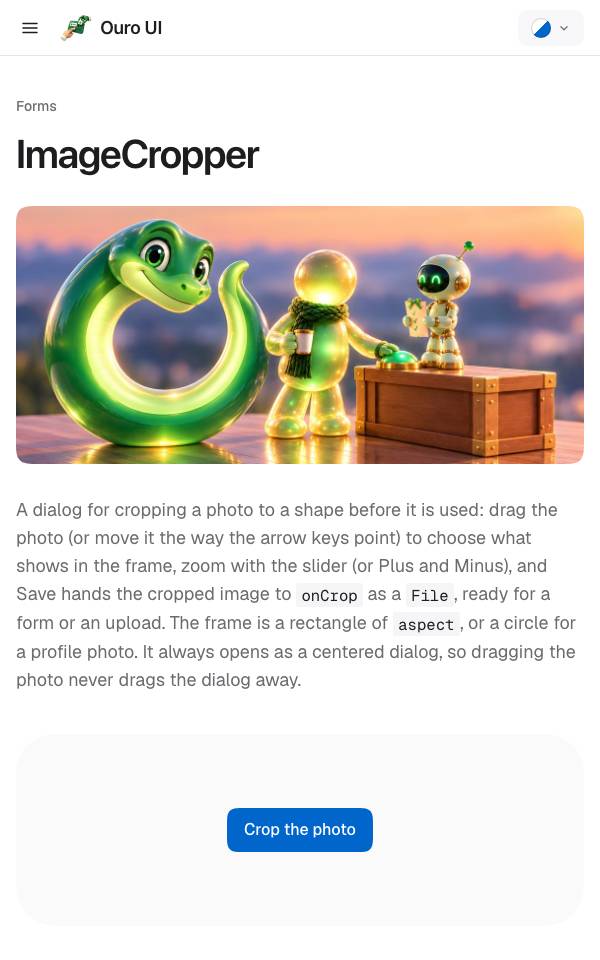 Ouro UI
Forms
ImageCropper
A dialog for cropping a photo to a shape before it is used: drag the
photo (or move it the way the arrow keys point) to choose what
shows in the frame, zoom with the slider (or Plus and Minus), and
Save hands the cropped image to onCrop as a File, ready for a
form or an upload. The frame is a rectangle of aspect, or a circle for
a profile photo. It always opens as a centered dialog, so dragging the
photo never drags the dialog away.
Crop the photo